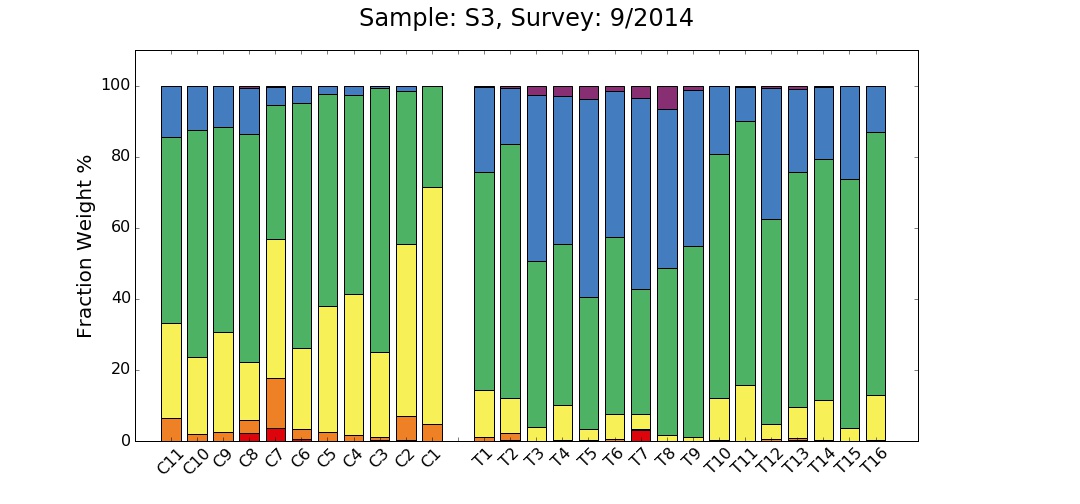 Sample: S3, Survey: 9/2014
Fraction Weight %
100
80
60
40
20
0
C11 C10 C9 C8 C7 C6 C5 C4 C3 C2 C1 T1 T2 T3 T4 T5 T6 T7 T8 T9 T10 T11 T12 T13 T14 T15 T16